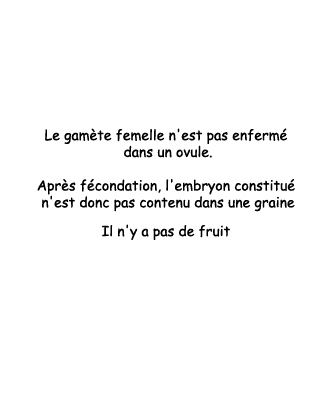 Le gamète femelle n'est pas enfermé
dans un ovule.
Après fécondation, l'embryon constitué
n'est donc pas contenu dans une graine
Il n'y a pas de fruit